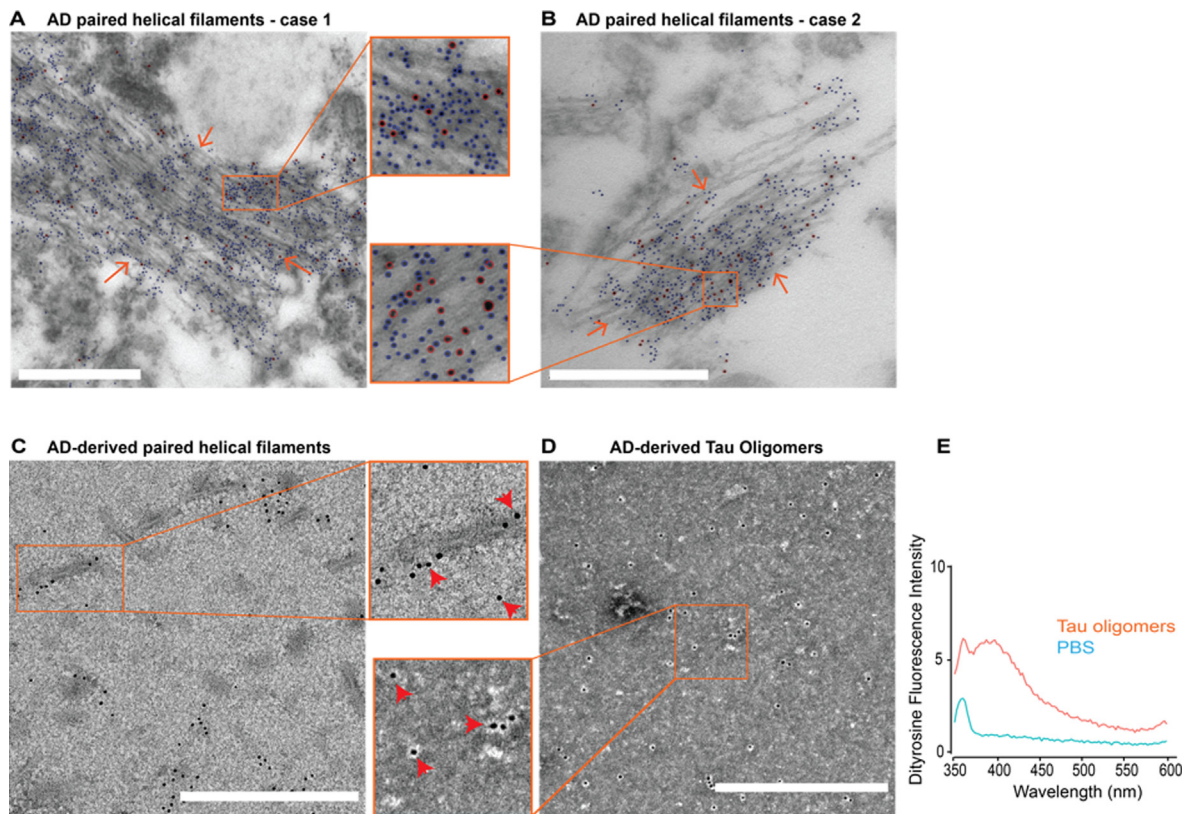 A AD paired helical filaments - case 1
B AD paired helical filaments - case 2
C AD-derived paired helical filaments
D AD-derived Tau Oligomers
E
Dityrosine Fluorescence Intensity
10
5
0
Tau oligomers
PBS
350 400 450 500 550 600
Wavelength (nm)